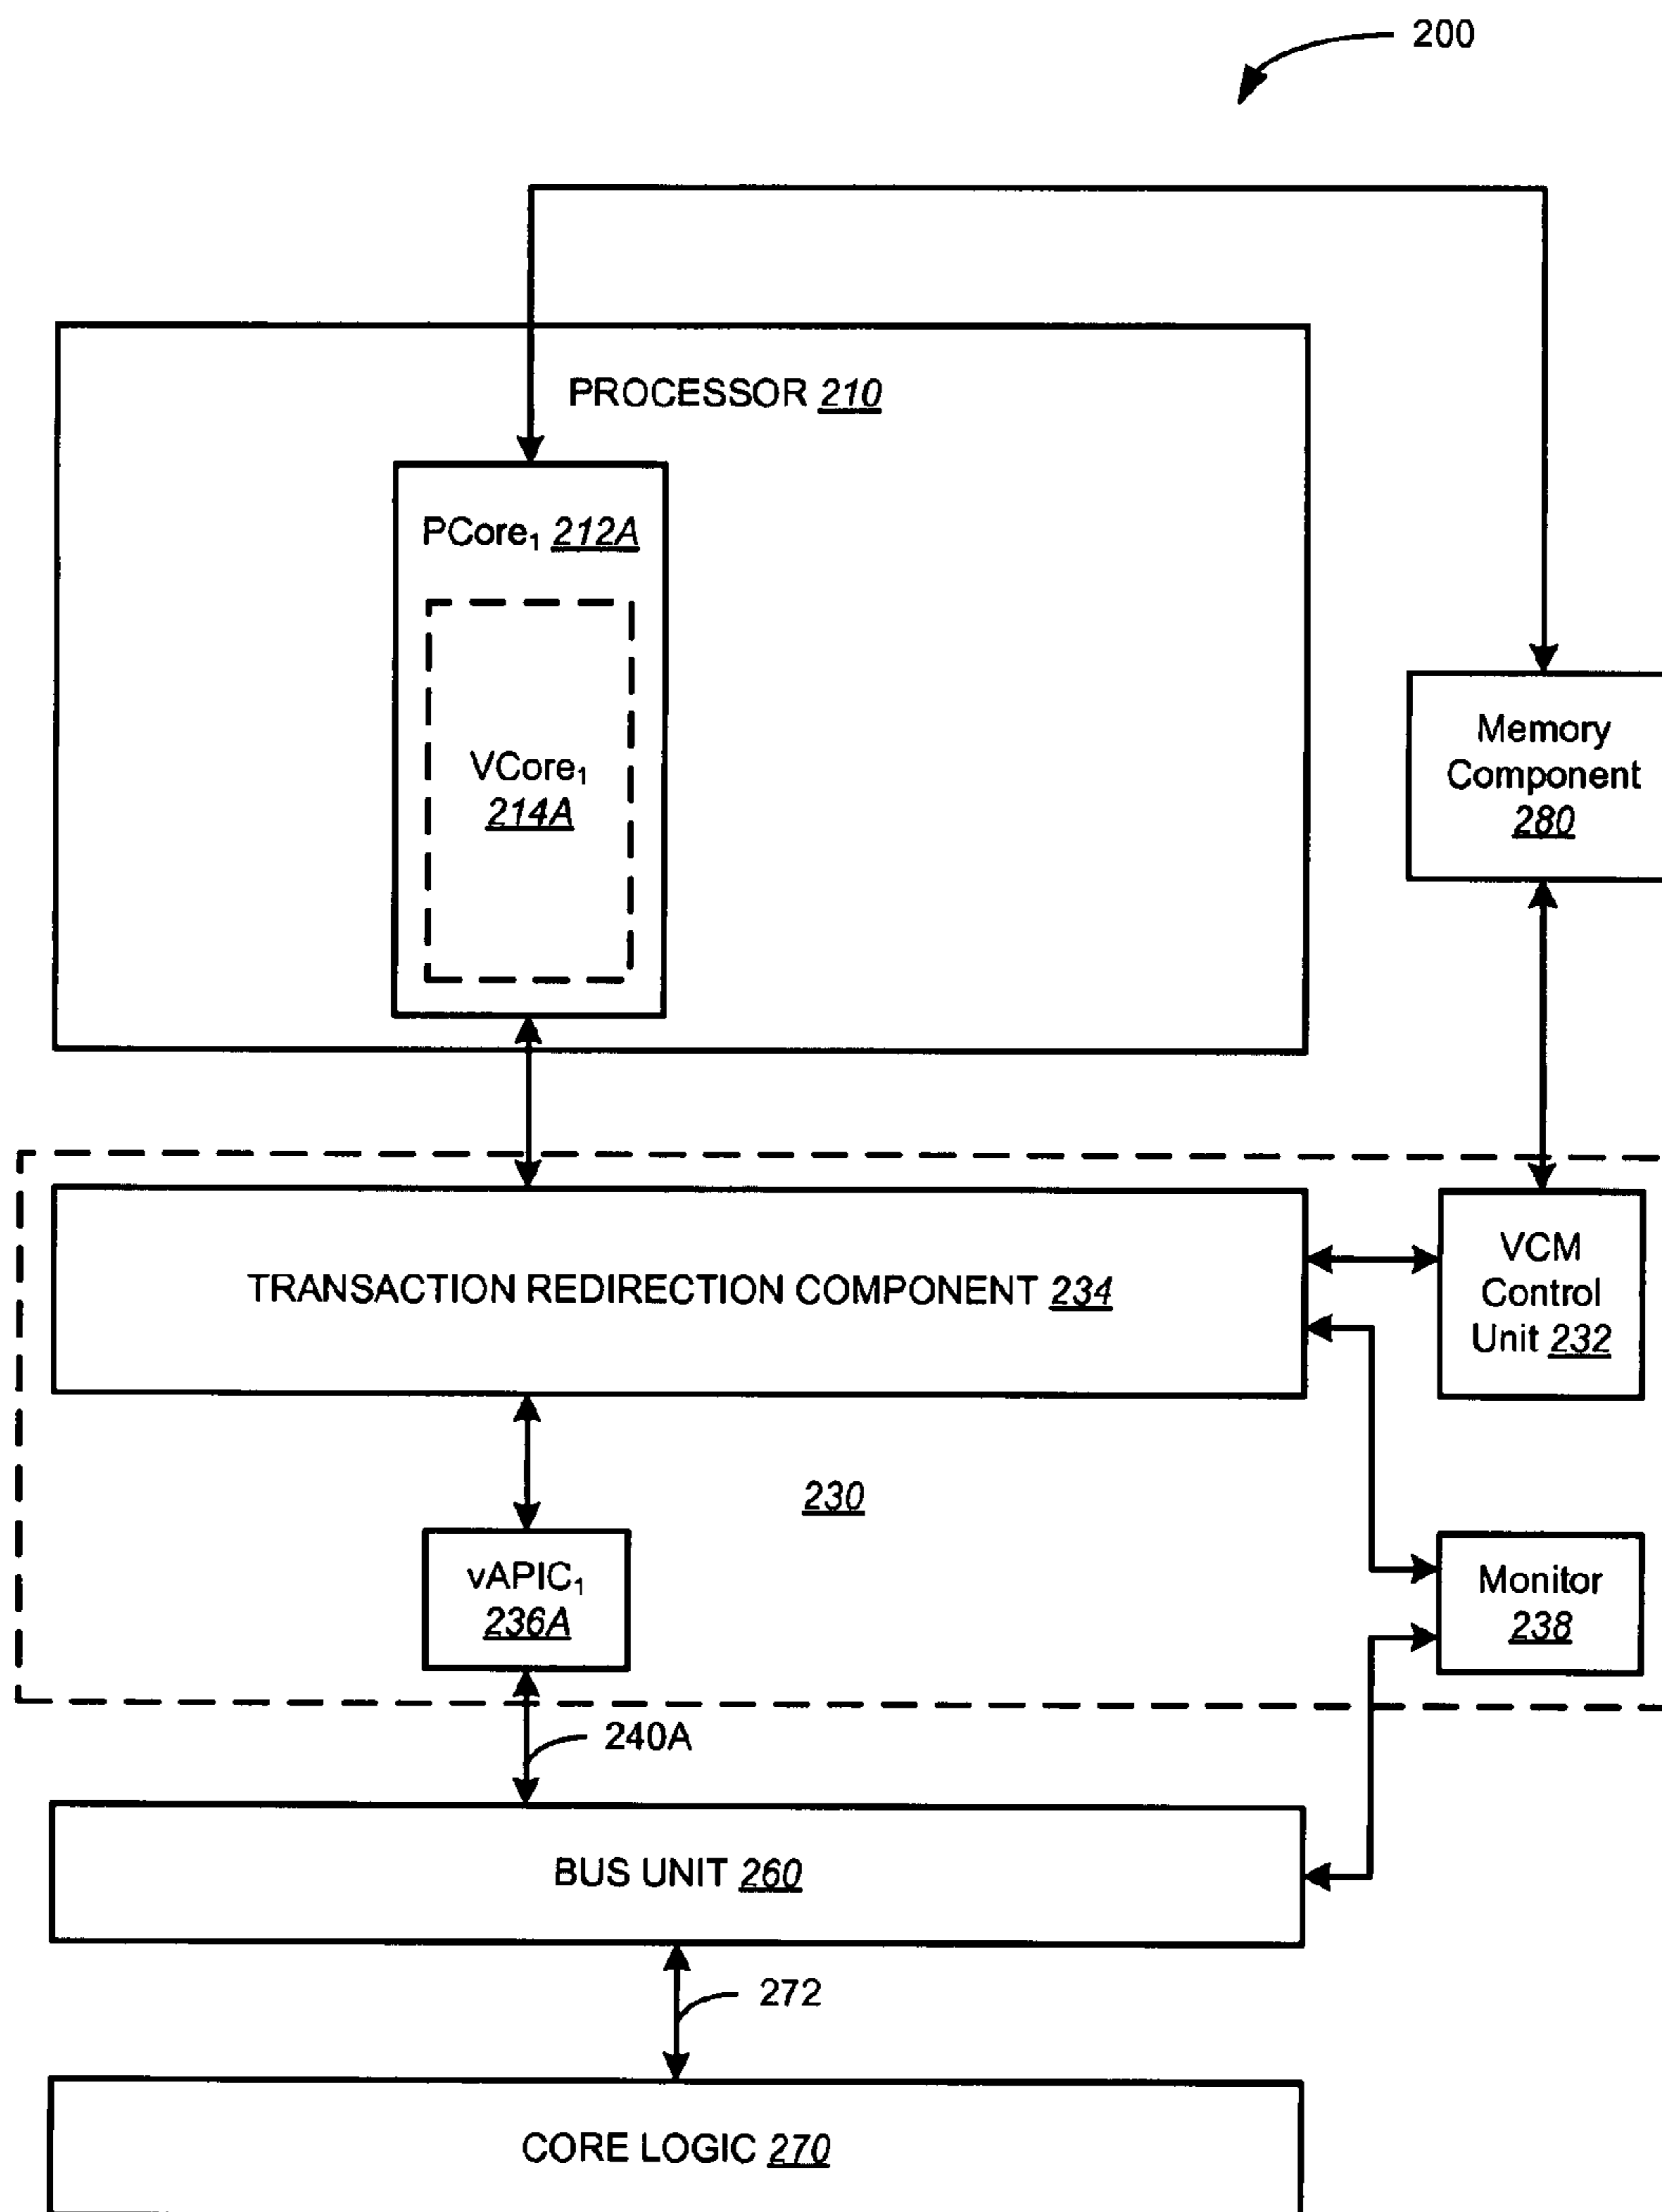 200
PROCESSOR 210
PCore₁ 212A
VCore₁
214A
Memory
Component
280
TRANSACTION REDIRECTION COMPONENT 234
VCM
Control
Unit 232
230
vAPIC₁
236A
Monitor
238
240A
BUS UNIT 260
272
CORE LOGIC 270